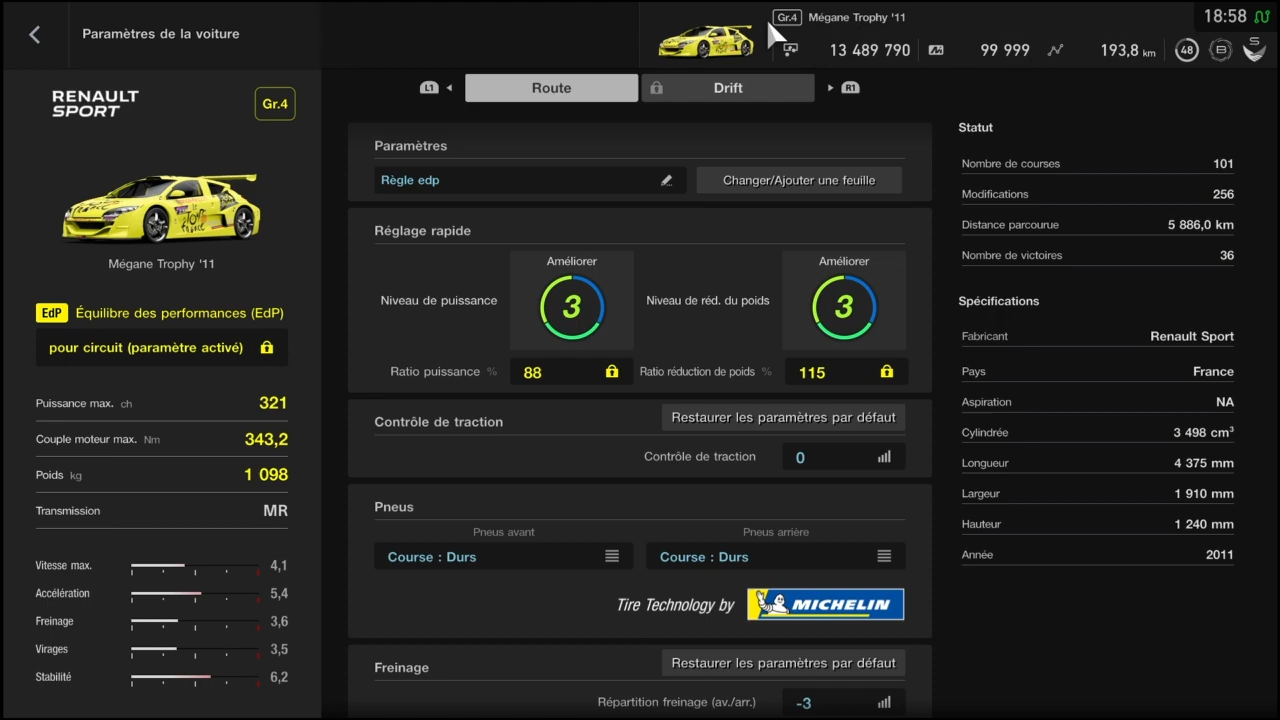 Paramètres de la voiture
Gr.4
Mégane Trophy '11
18:58
13 489 790
99 999
193,8 km
48
B
S
RENAULT
SPORT
Gr.4
Mégane Trophy '11
EdP Équilibre des performances (EdP)
pour circuit (paramètre activé)
Puissance max. ch 321
Couple moteur max. Nm 343,2
Poids kg 1 098
Transmission MR
Vitesse max. 4,1
Accélération 5,4
Freinage 3,6
Virages 3,5
Stabilité 6,2
L1 Route Drift R1
Paramètres
Règle edp
Changer/Ajouter une feuille
Réglage rapide
Améliorer Améliorer
Niveau de puissance 3 Niveau de réd. du poids 3
Ratio puissance % 88 Ratio réduction de poids % 115
Contrôle de traction Restaurer les paramètres par défaut
Contrôle de traction 0
Pneus
Pneus avant Pneus arrière
Course : Durs Course : Durs
Tire Technology by MICHELIN
Freinage Restaurer les paramètres par défaut
Répartition freinage (av./arr.) -3
Statut
Nombre de courses 101
Modifications 256
Distance parcourue 5 886,0 km
Nombre de victoires 36
Spécifications
Fabricant Renault Sport
Pays France
Aspiration NA
Cylindrée 3 498 cm³
Longueur 4 375 mm
Largeur 1 910 mm
Hauteur 1 240 mm
Année 2011